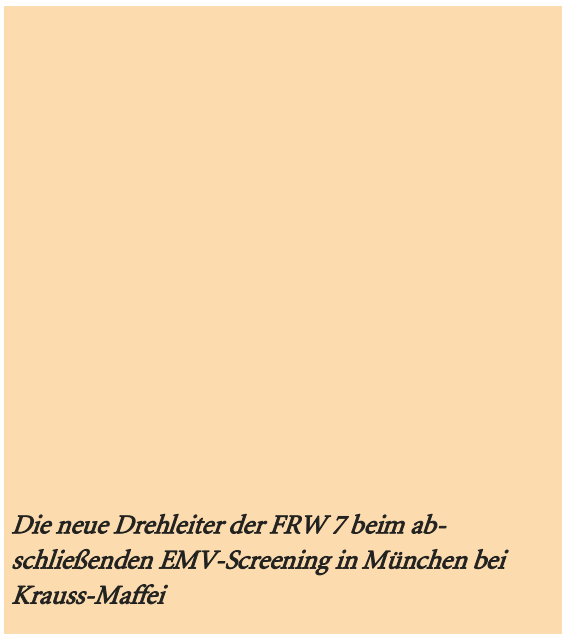 Die neue Drehleiter der FRW 7 beim ab-
schließenden EMV-Screening in München bei
Krauss-Maffei